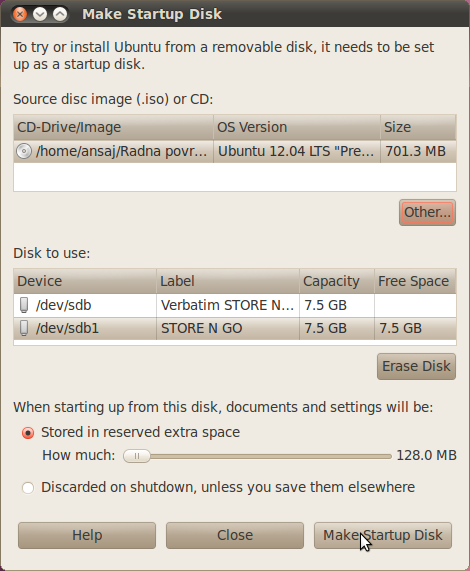 Make Startup Disk
To try or install Ubuntu from a removable disk, it needs to be set
up as a startup disk.
Source disc image (.iso) or CD:
CD-Drive/Image OS Version Size
/home/ansaj/Radna povr... Ubuntu 12.04 LTS "Pre... 701.3 MB
Other...
Disk to use:
Device Label Capacity Free Space
/dev/sdb Verbatim STORE N... 7.5 GB
/dev/sdb1 STORE N GO 7.5 GB 7.5 GB
Erase Disk
When starting up from this disk, documents and settings will be:
Stored in reserved extra space
How much: 128.0 MB
Discarded on shutdown, unless you save them elsewhere
Help Close Make Startup Disk